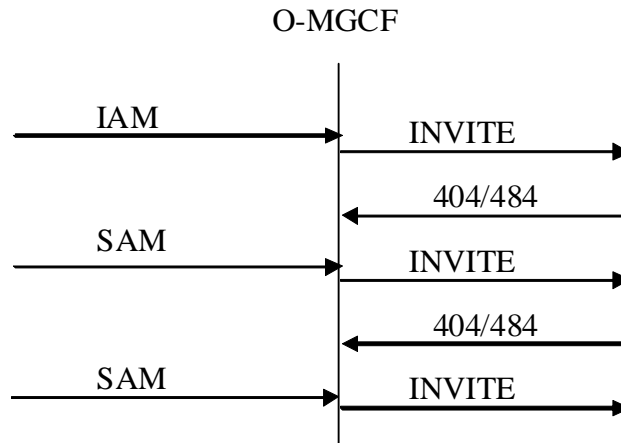 O-MGCF
IAM
INVITE
404/484
SAM
INVITE
404/484
SAM
INVITE